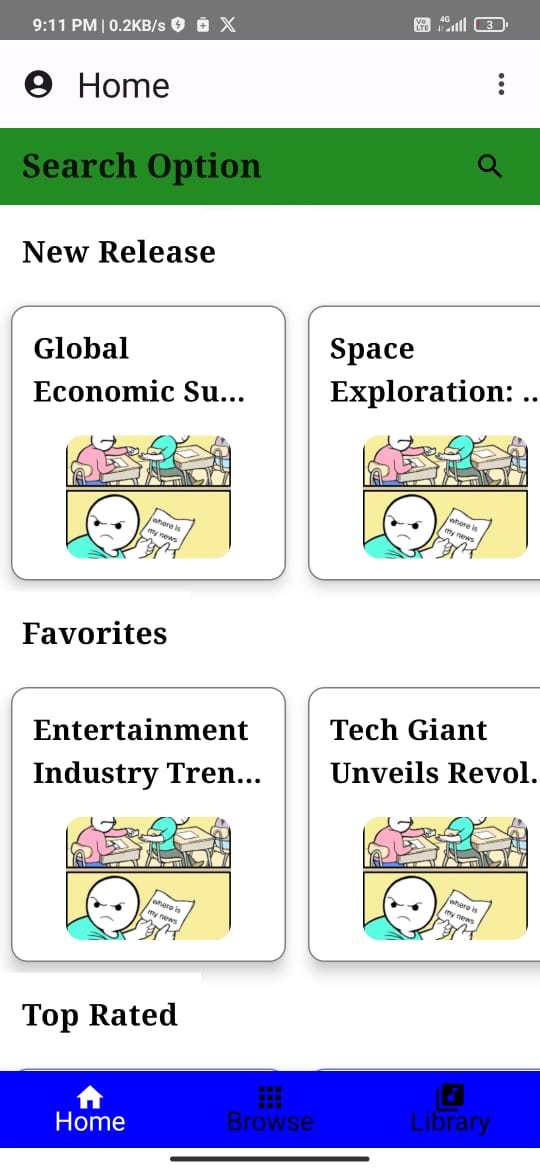 9:11 PM | 0.2KB/s
Vo LTE 4G 3
Home
Search Option
New Release
Global
Economic Su...
Space
Exploration: ..
where is
my news
where is
my news
Favorites
Entertainment
Industry Tren...
Tech Giant
Unveils Revol.
where is
my news
where is
my news
Top Rated
Home
Browse
Library